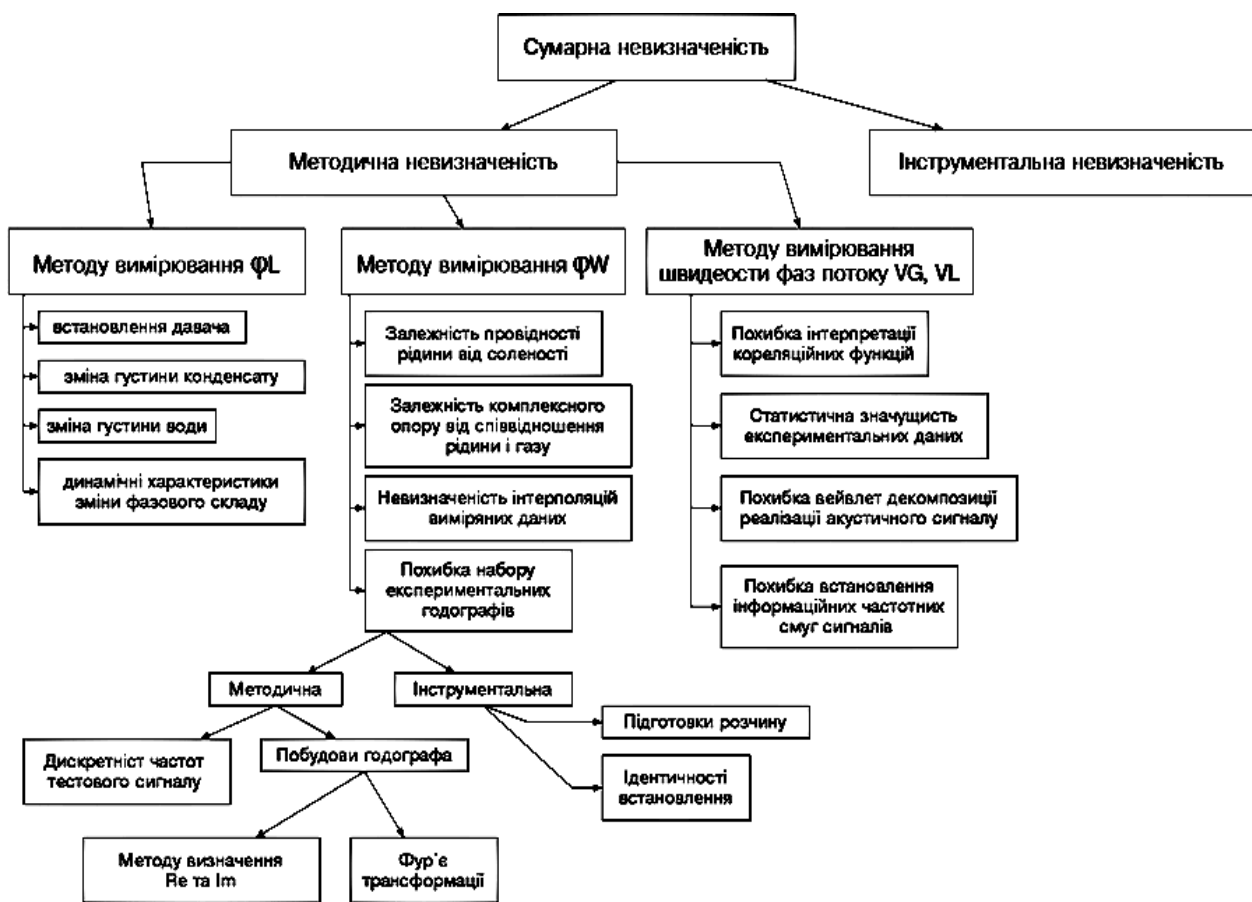 Сумарна невизначеність
Методична невизначеність
Інструментальна невизначеність
Методу вимірювання φL
Методу вимірювання φW
Методу вимірювання
швидеости фаз потоку VG, VL
встановлення давача
зміна густини конденсату
зміна густини води
динамічні характеристики
зміни фазового складу
Залежність провідності
рідини від соленості
Залежність комплексного
опору від співвідношення
рідини і газу
Невизначеність інтерполяцій
виміряних даних
Похибка набору
експериментальних
годографів
Похибка інтерпретації
кореляційних функцій
Статистична значущисть
експериментальних даних
Похибка вейвлет декомпозиції
реалізації акустичного сигналу
Похибка встановлення
інформаційних частотних
смуг сигналів
Методична
Інструментальна
Дискретніст частот
тестового сигналу
Побудови годографа
Підготовки розчину
Ідентичності
встановлення
Методу визначення
Re та Im
Фур`є
трансформації